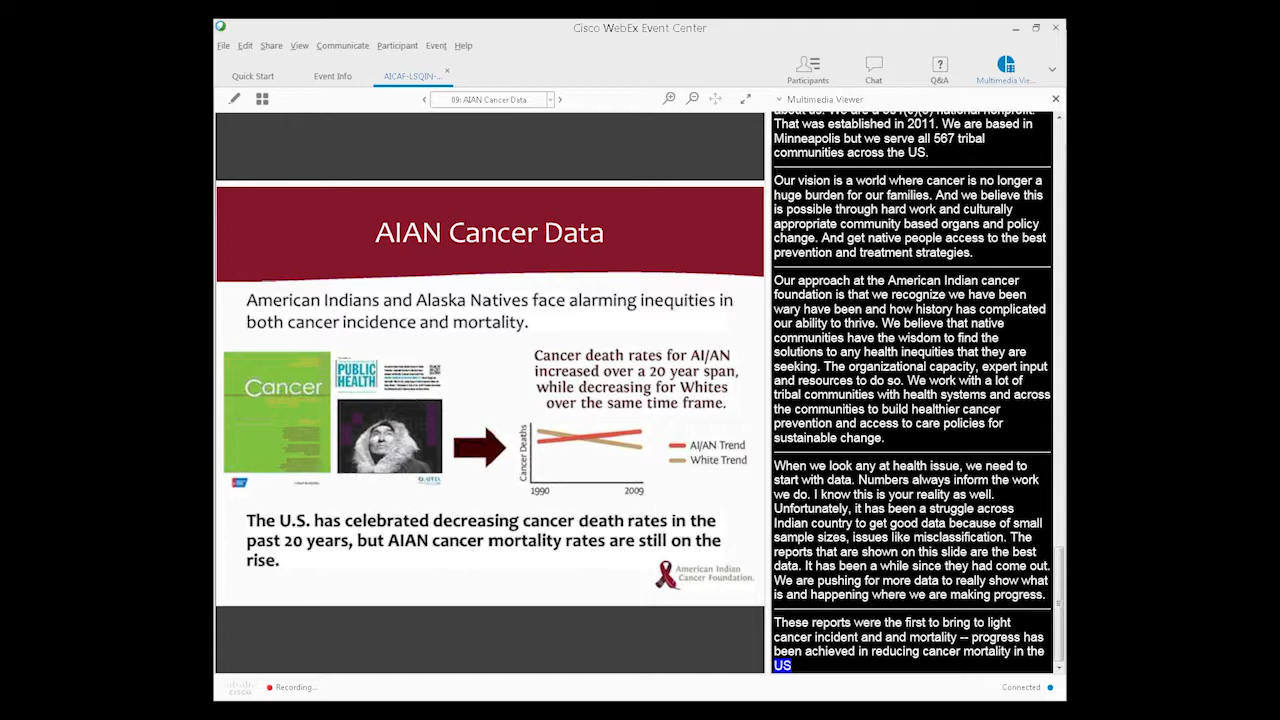 Cisco WebEx Event Center
File Edit Share View Communicate Participant Event Help
Quick Start Event Info AICAF-LSQIN-...
Participants Chat Q&A Multimedia Vie...
09: AIAN Cancer Data
Multimedia Viewer
AIAN Cancer Data
American Indians and Alaska Natives face alarming inequities in
both cancer incidence and mortality.
Cancer
PUBLIC
HEALTH
APHA
Cancer death rates for AI/AN
increased over a 20 year span,
while decreasing for Whites
over the same time frame.
Cancer Deaths
1990 2009
AI/AN Trend
White Trend
The U.S. has celebrated decreasing cancer death rates in the
past 20 years, but AIAN cancer mortality rates are still on the
rise.
American Indian
Cancer Foundation.
about us. We are a 501(c)(3) national nonprofit.
That was established in 2011. We are based in
Minneapolis but we serve all 567 tribal
communities across the US.
Our vision is a world where cancer is no longer a
huge burden for our families. And we believe this
is possible through hard work and culturally
appropriate community based organs and policy
change. And get native people access to the best
prevention and treatment strategies.
Our approach at the American Indian cancer
foundation is that we recognize we have been
wary have been and how history has complicated
our ability to thrive. We believe that native
communities have the wisdom to find the
solutions to any health inequities that they are
seeking. The organizational capacity, expert input
and resources to do so. We work with a lot of
tribal communities with health systems and across
the communities to build healthier cancer
prevention and access to care policies for
sustainable change.
When we look any at health issue, we need to
start with data. Numbers always inform the work
we do. I know this is your reality as well.
Unfortunately, it has been a struggle across
Indian country to get good data because of small
sample sizes, issues like misclassification. The
reports that are shown on this slide are the best
data. It has been a while since they had come out.
We are pushing for more data to really show what
is and happening where we are making progress.
These reports were the first to bring to light
cancer incident and and mortality -- progress has
been achieved in reducing cancer mortality in the
US
cisco
Recording...
Connected